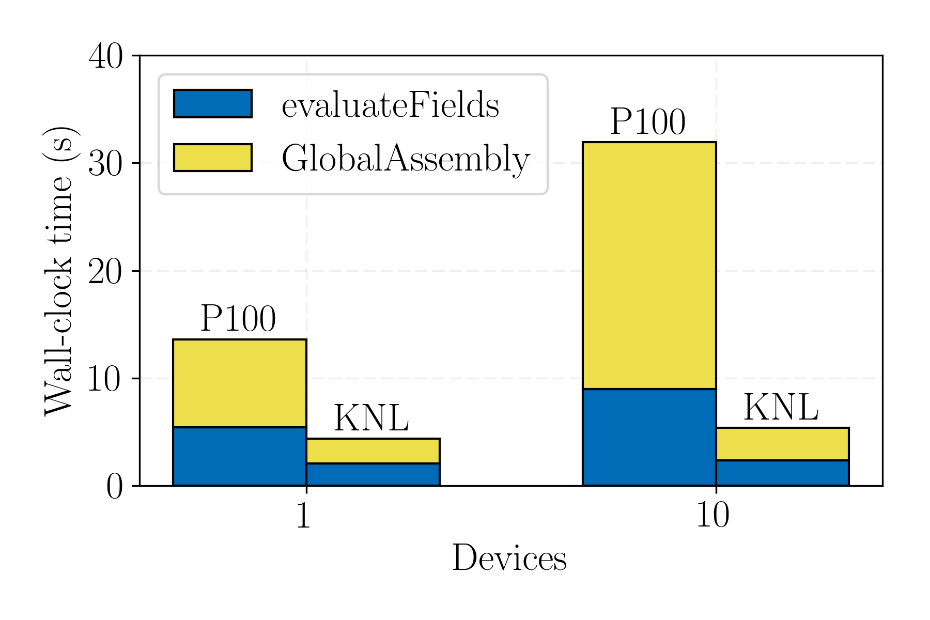 40
30
20
10
0
Wall-clock time (s)
evaluateFields
GlobalAssembly
P100
KNL
P100
KNL
1
10
Devices